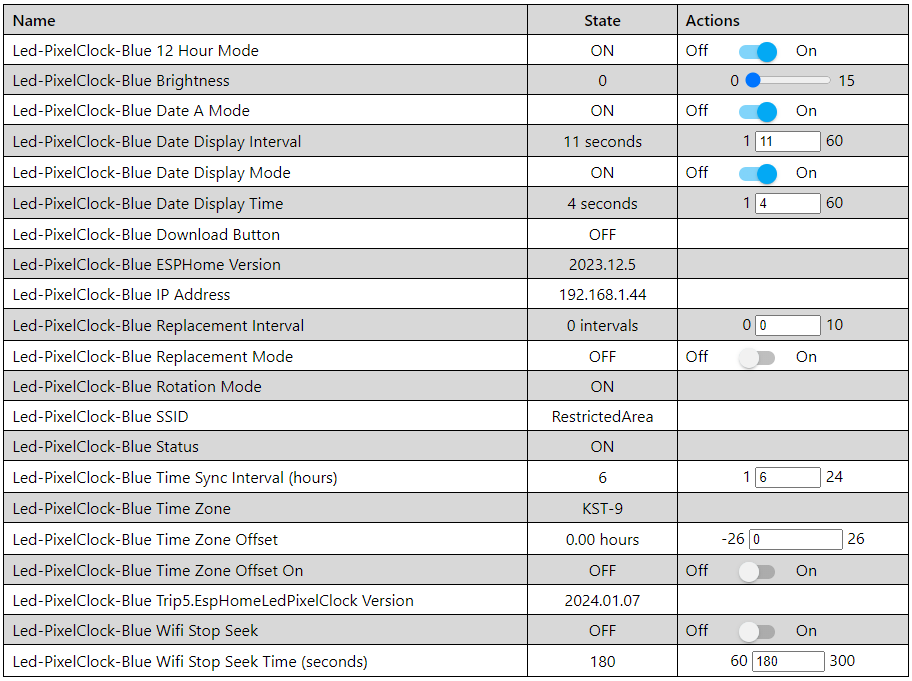 Name State Actions
Led-PixelClock-Blue 12 Hour Mode ON Off On
Led-PixelClock-Blue Brightness 0 0 15
Led-PixelClock-Blue Date A Mode ON Off On
Led-PixelClock-Blue Date Display Interval 11 seconds 1 11 60
Led-PixelClock-Blue Date Display Mode ON Off On
Led-PixelClock-Blue Date Display Time 4 seconds 1 4 60
Led-PixelClock-Blue Download Button OFF
Led-PixelClock-Blue ESPHome Version 2023.12.5
Led-PixelClock-Blue IP Address 192.168.1.44
Led-PixelClock-Blue Replacement Interval 0 intervals 0 0 10
Led-PixelClock-Blue Replacement Mode OFF Off On
Led-PixelClock-Blue Rotation Mode ON
Led-PixelClock-Blue SSID RestrictedArea
Led-PixelClock-Blue Status ON
Led-PixelClock-Blue Time Sync Interval (hours) 6 1 6 24
Led-PixelClock-Blue Time Zone KST-9
Led-PixelClock-Blue Time Zone Offset 0.00 hours -26 0 26
Led-PixelClock-Blue Time Zone Offset On OFF Off On
Led-PixelClock-Blue Trip5.EspHomeLedPixelClock Version 2024.01.07
Led-PixelClock-Blue Wifi Stop Seek OFF Off On
Led-PixelClock-Blue Wifi Stop Seek Time (seconds) 180 60 180 300